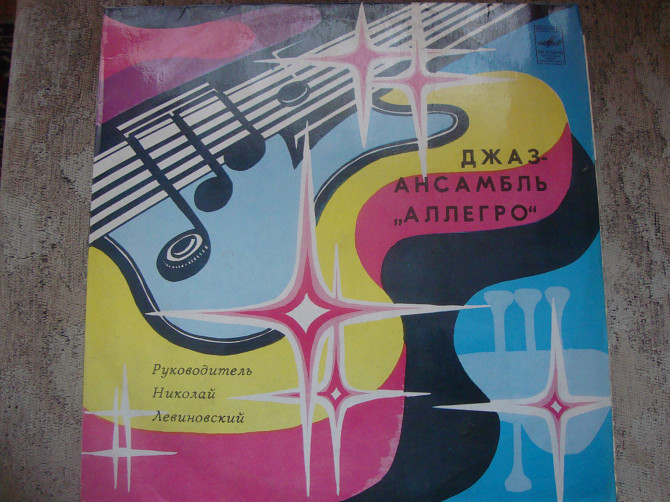 ДЖАЗ-
АНСАМБЛЬ
„АЛЛЕГРО“
Руководитель
Николай
Левиновский